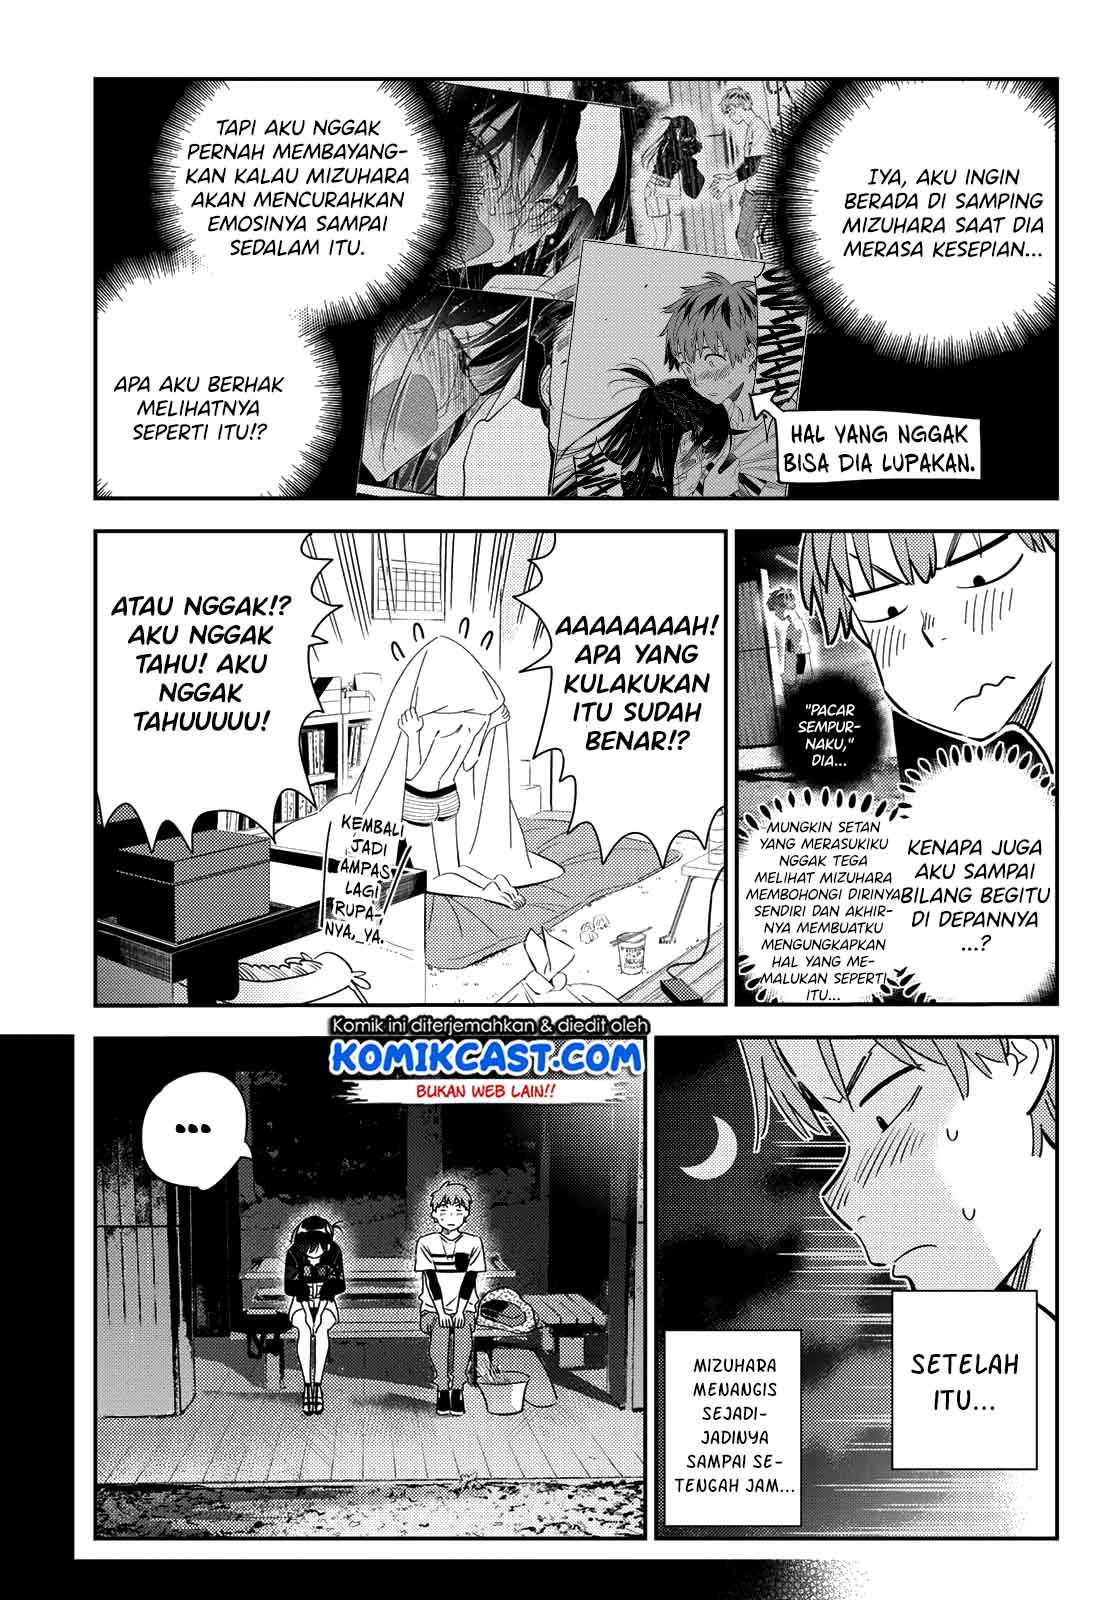 IYA, AKU INGIN
BERADA DI SAMPING
MIZUHARA SAAT DIA
MERASA KESEPIAN...
TAPI AKU NGGAK
PERNAH MEMBAYANG-
KAN KALAU MIZUHARA
AKAN MENCURAHKAN
EMOSINYA SAMPAI
SEDALAM ITU.
HAL YANG NGGAK
BISA DIA LUPAKAN.
APA AKU BERHAK
MELIHATNYA
SEPERTI ITU!?
"PACAR
SEMPUR-
NAKU,"
DIA...
KENAPA JUGA
AKU SAMPAI
BILANG BEGITU
DI DEPANNYA
...?
MUNGKIN SETAN
YANG MERASUKIKU
NGGAK TEGA
MELIHAT MIZUHARA
MEMBOHONGI DIRINYA
SENDIRI DAN AKHIR-
NYA MEMBUATKU
MENGUNGKAPKAN
HAL YANG ME-
MALUKAN SEPERTI
ITU...
AAAAAAAAH!
APA YANG
KULAKUKAN
ITU SUDAH
BENAR!?
ATAU NGGAK!?
AKU NGGAK
TAHU! AKU
NGGAK
TAHUUUUU!
KEMBALI
JADI
AMPAS
LAGI
RUPA-
NYA, YA.
Komik ini diterjemahkan & diedit oleh
KOMIKCAST.COM
BUKAN WEB LAIN!!
SETELAH
ITU...
MIZUHARA
MENANGIS
SEJADI-
JADINYA
SAMPAI SE-
TENGAH JAM...
...